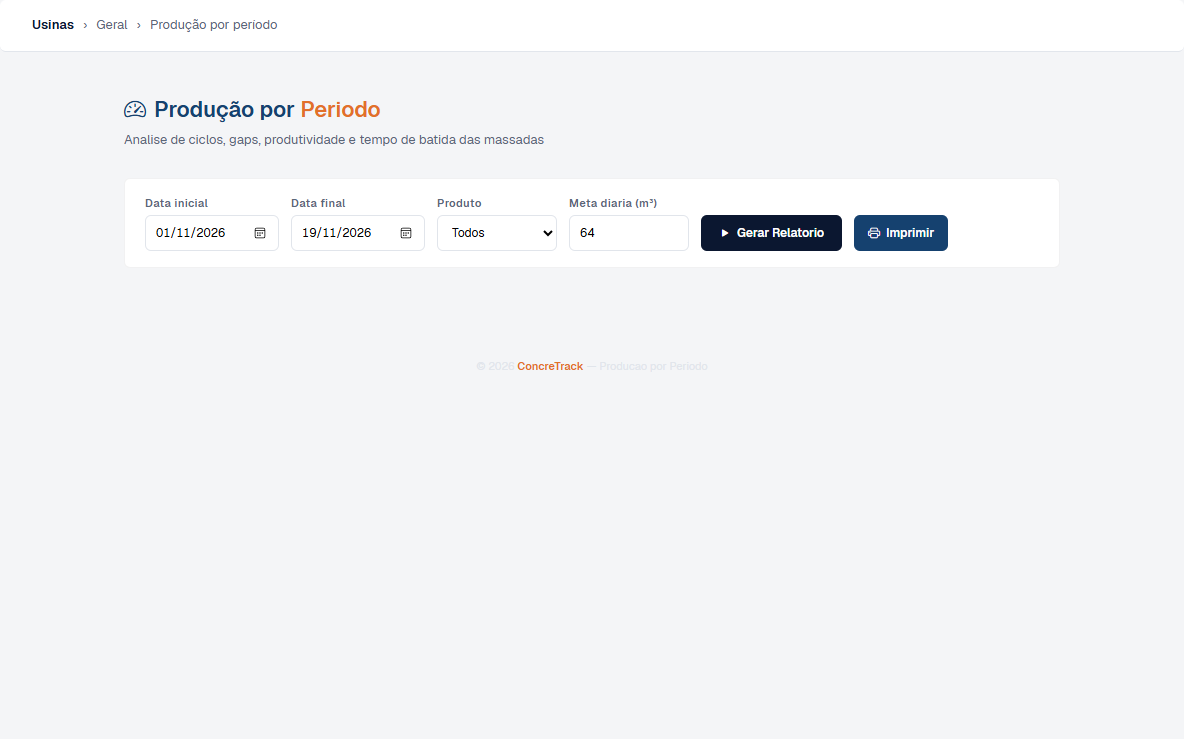 Usinas › Geral › Produção por período
Produção por Periodo
Analise de ciclos, gaps, produtividade e tempo de batida das massadas
Data inicial Data final Produto Meta diaria (m³)
01/11/2026 19/11/2026 Todos 64 Gerar Relatorio Imprimir
© 2026 ConcreTrack — Producao por Periodo